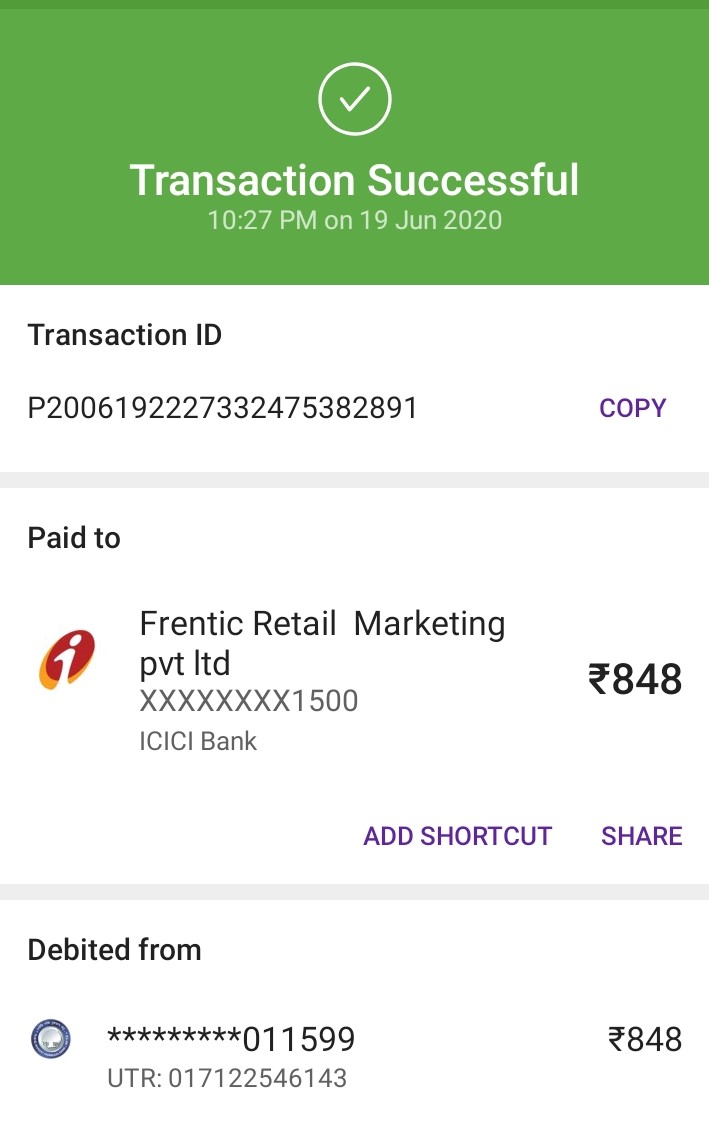 Transaction Successful
10:27 PM on 19 Jun 2020
Transaction ID
P2006192227332475382891
COPY
Paid to
Frentic Retail  Marketing
pvt ltd
₹848
XXXXXXXX1500
ICICI Bank
ADD SHORTCUT SHARE
Debited from
*********011599 ₹848
UTR: 017122546143